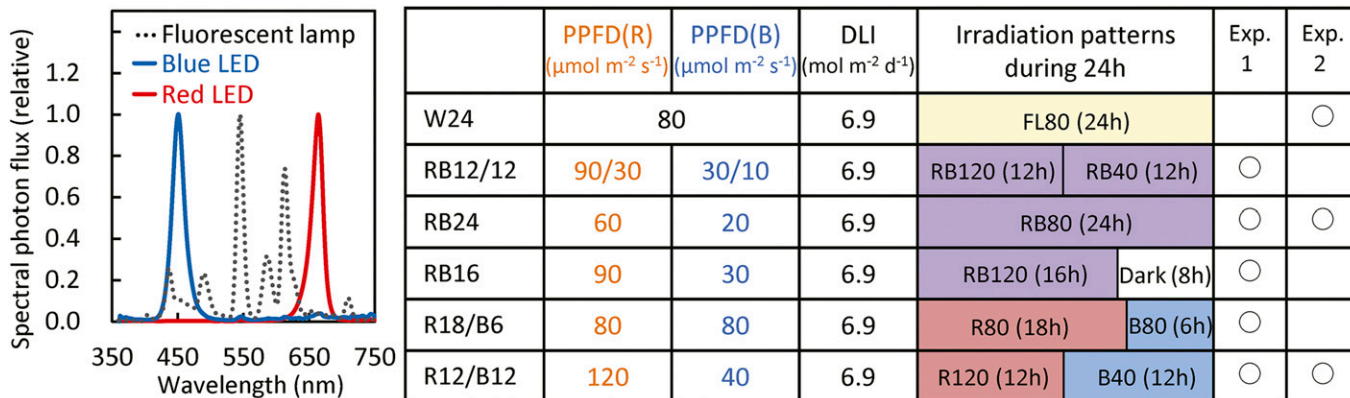 Spectral photon flux (relative)
1.2
1.0
0.8
0.6
0.4
0.2
0.0
Fluorescent lamp
Blue LED
Red LED
350 450 550 650 750
Wavelength (nm)
PPFD(R) (μmol m⁻² s⁻¹) PPFD(B) (μmol m⁻² s⁻¹) DLI (mol m⁻² d⁻¹) Irradiation patterns during 24h Exp. 1 Exp. 2
W24 80 6.9 FL80 (24h) ○
RB12/12 90/30 30/10 6.9 RB120 (12h) RB40 (12h) ○
RB24 60 20 6.9 RB80 (24h) ○ ○
RB16 90 30 6.9 RB120 (16h) Dark (8h) ○
R18/B6 80 80 6.9 R80 (18h) B80 (6h) ○
R12/B12 120 40 6.9 R120 (12h) B40 (12h) ○ ○